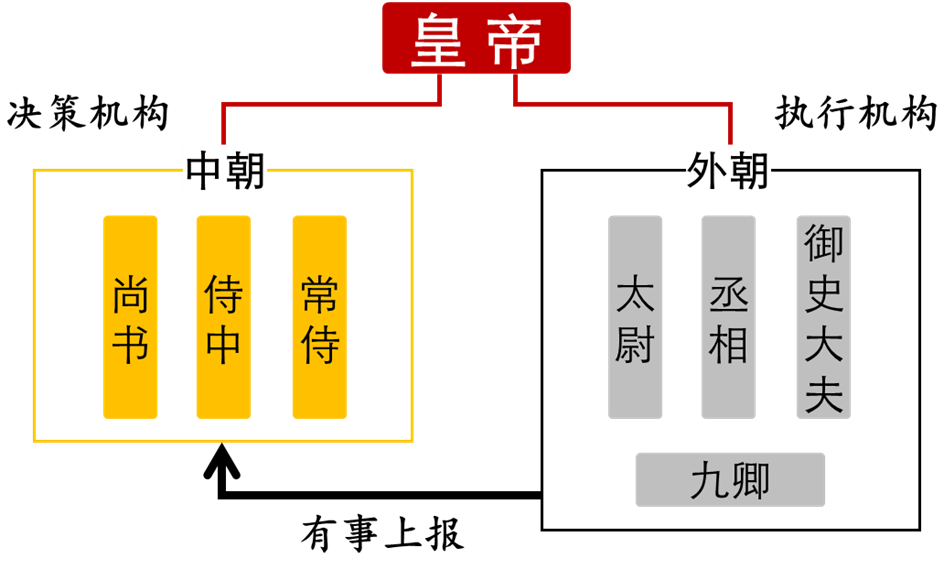 皇帝
决策机构
执行机构
中朝
外朝
尚书
侍中
常侍
太尉
丞相
御史大夫
九卿
有事上报